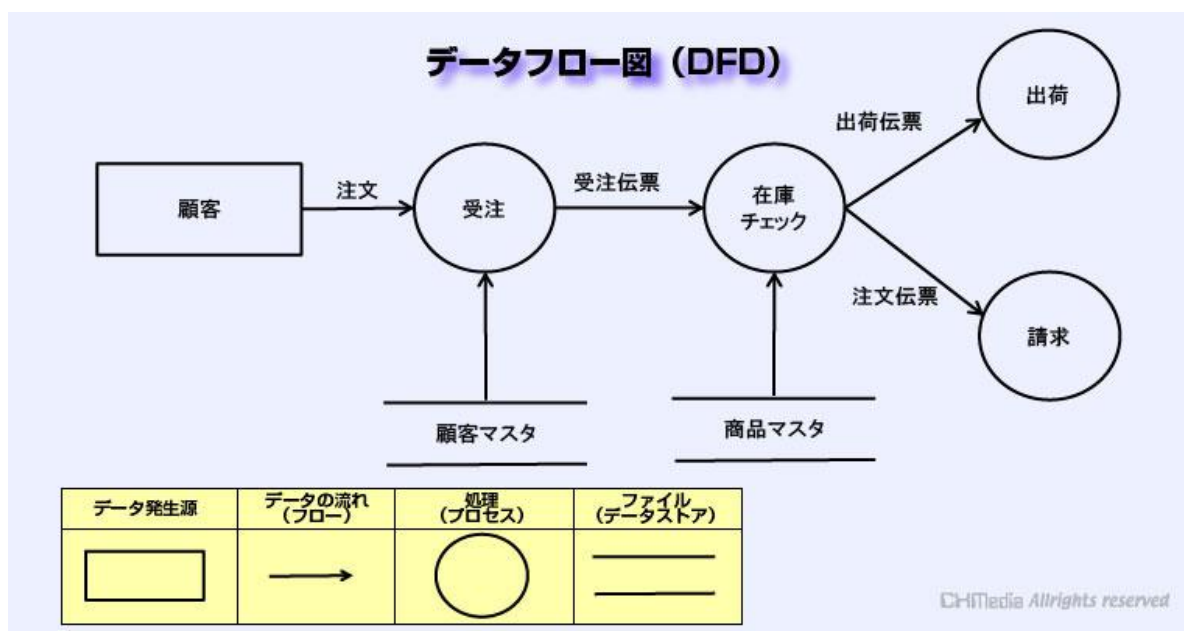 データフロー図（DFD）
出荷
出荷伝票
顧客
注文
受注
受注伝票
在庫
チェック
注文伝票
請求
顧客マスタ
商品マスタ
データ発生源
データの流れ
（フロー）
処理
（プロセス）
ファイル
（データストア）
CHMedia Allrights reserved